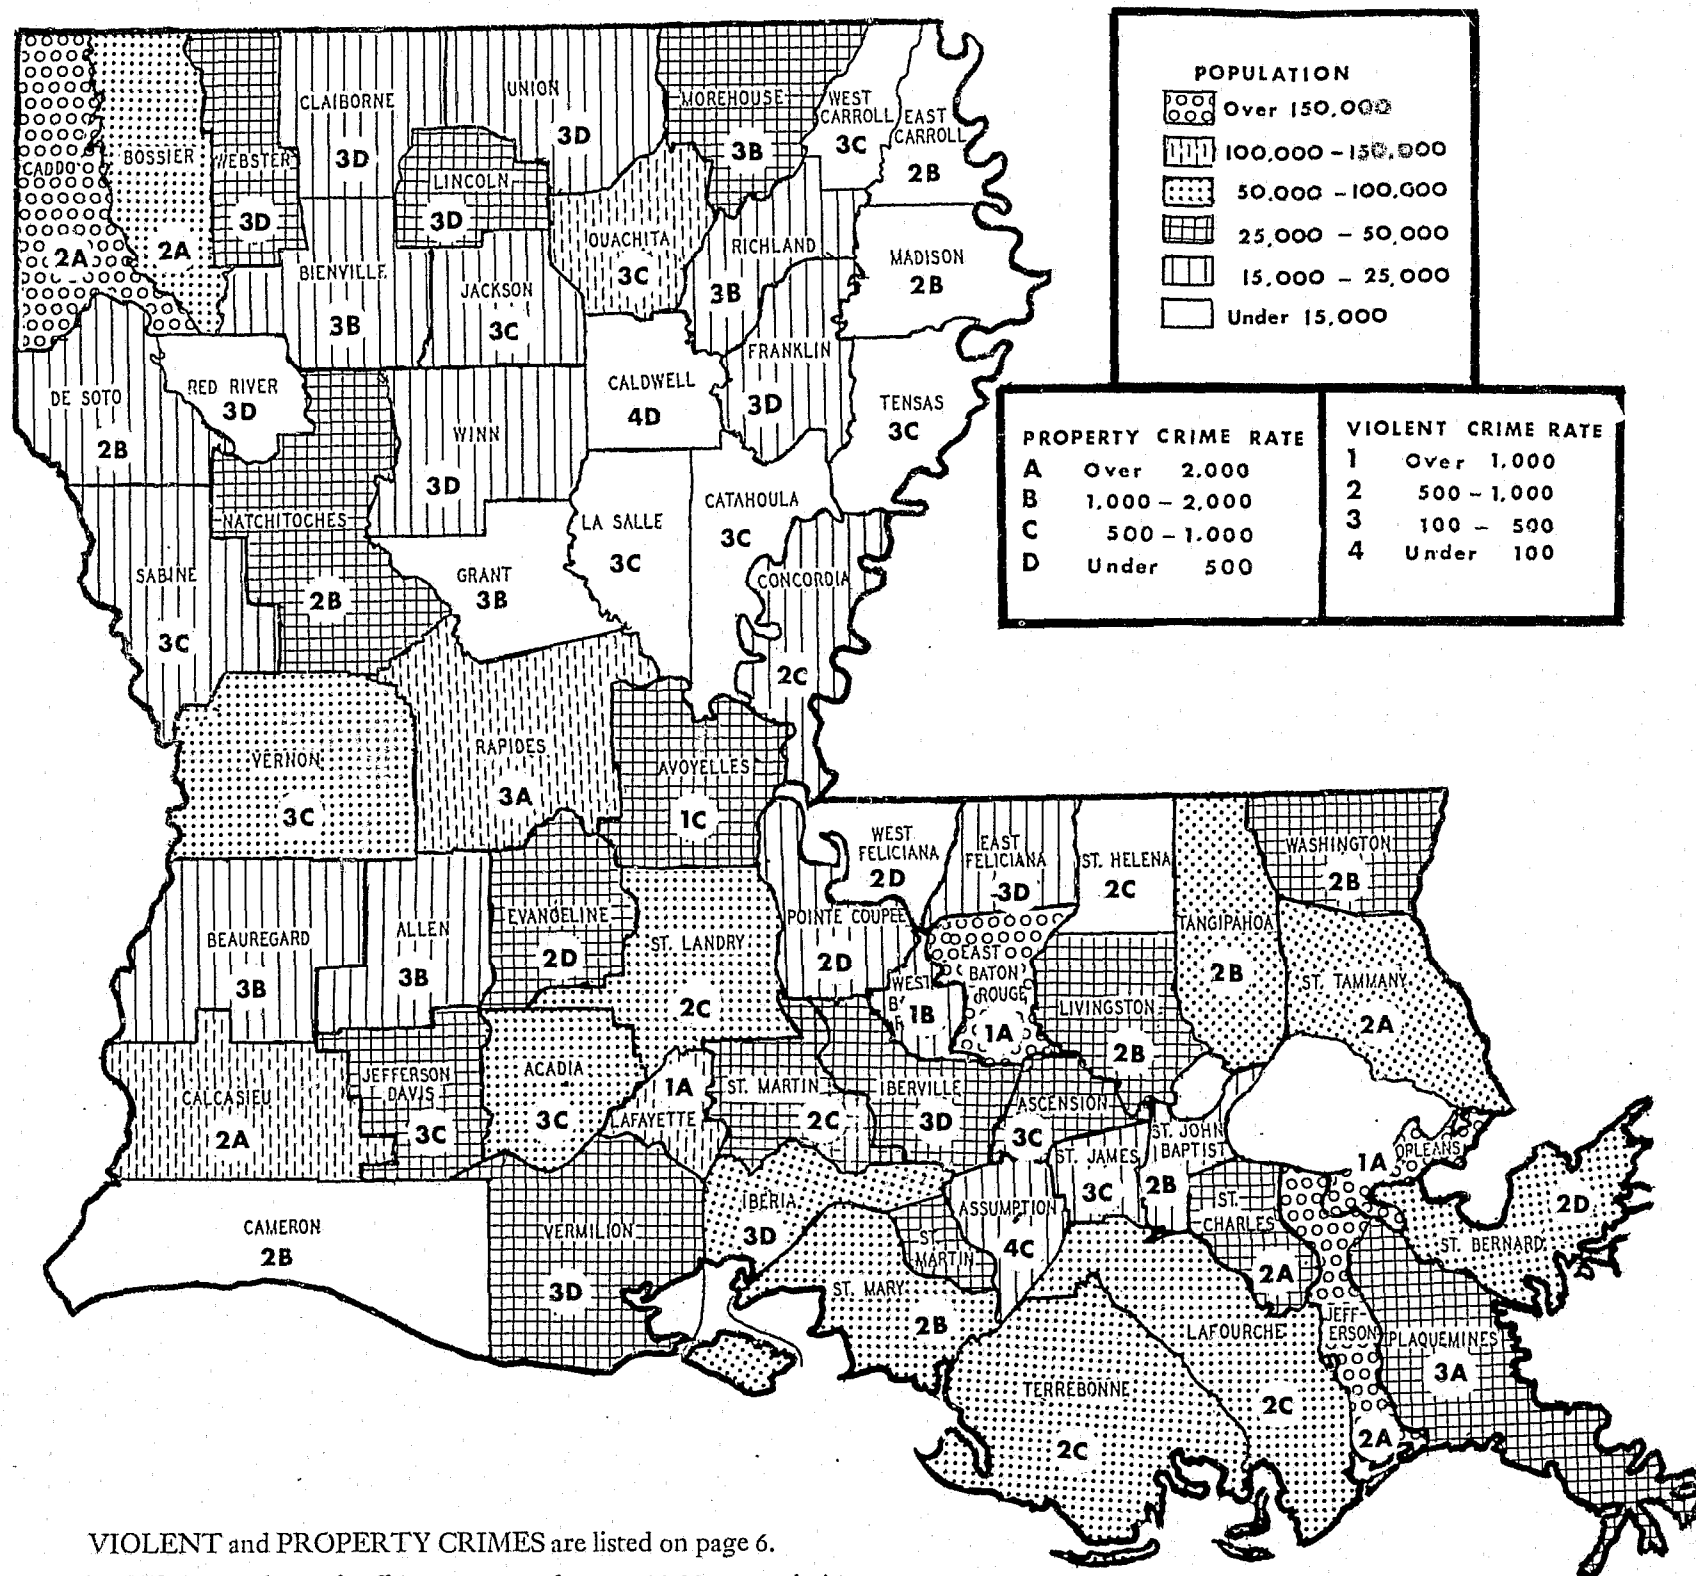 POPULATION
Over 150,000
100,000 – 150,000
50,000 – 100,000
25,000 – 50,000
15,000 – 25,000
Under 15,000
PROPERTY CRIME RATE
A Over 2,000
B 1,000 – 2,000
C 500 – 1,000
D Under 500
VIOLENT CRIME RATE
1 Over 1,000
2 500 – 1,000
3 100 – 500
4 Under 100
CADDO
2A
BOSSIER
2A
WEBSTER
3D
CLAIBORNE
3D
UNION
3D
LINCOLN
3D
MOREHOUSE
3B
WEST
CARROLL
3C
EAST
CARROLL
2B
OUACHITA
3C
RICHLAND
3B
MADISON
2B
BIENVILLE
3B
JACKSON
3C
DE SOTO
2B
RED RIVER
3D
CALDWELL
4D
FRANKLIN
3D
TENSAS
3C
WINN
3D
NATCHITOCHES
2B
SABINE
3C
GRANT
3B
LA SALLE
3C
CATAHOULA
3C
CONCORDIA
2C
VERNON
3C
RAPIDES
3A
AVOYELLES
1C
BEAUREGARD
3B
ALLEN
3B
EVANGELINE
2D
ST. LANDRY
2C
POINTE COUPEE
2D
WEST
FELICIANA
2D
EAST
FELICIANA
3D
ST. HELENA
2C
TANGIPAHOA
2B
WASHINGTON
2B
ST. TAMMANY
2A
WEST
1B
EAST
BATON
ROUGE
1A
LIVINGSTON
2B
CALCASIEU
2A
JEFFERSON
DAVIS
3C
ACADIA
3C
1A
LAFAYETTE
ST. MARTIN
2C
IBERVILLE
3D
ASCENSION
3C
ST. JAMES
3C
ST. JOHN
BAPTIST
2B
1A
ORLEANS
CAMERON
2B
VERMILION
3D
IBERIA
3D
ST. MARY
2B
ST.
MARTIN
ASSUMPTION
4C
ST.
CHARLES
2A
JEFF
ERSON
2A
PLAQUEMINES
3A
ST. BERNARD
2D
LAFOURCHE
2C
TERREBONNE
2C
VIOLENT and PROPERTY CRIMES are listed on page 6.